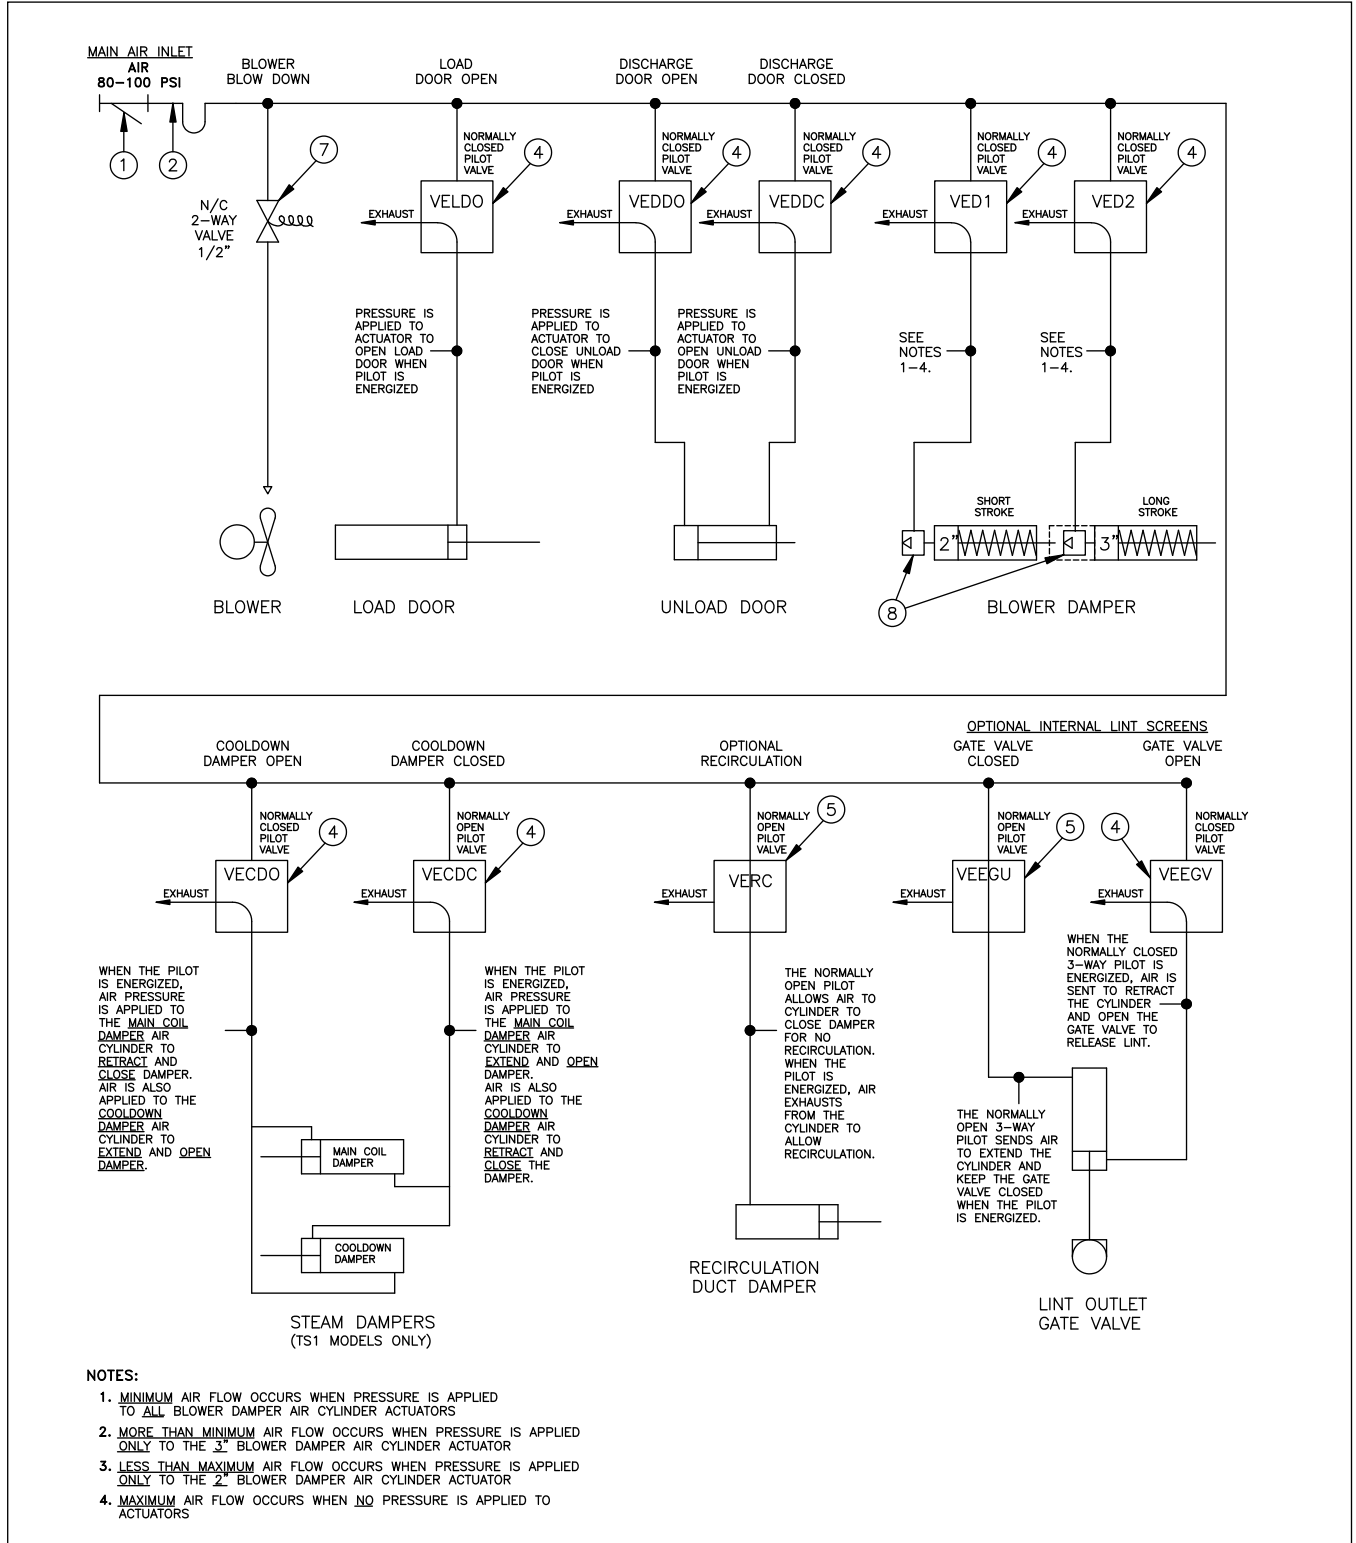 MAIN AIR INLET
AIR
80-100 PSI
1
2
BLOWER
BLOW DOWN
7
N/C
2-WAY
VALVE
1/2"
BLOWER
LOAD
DOOR OPEN
NORMALLY
CLOSED
PILOT
VALVE
4
VELDO
EXHAUST
PRESSURE IS
APPLIED TO
ACTUATOR TO
OPEN LOAD
DOOR WHEN
PILOT IS
ENERGIZED
LOAD DOOR
DISCHARGE
DOOR OPEN
NORMALLY
CLOSED
PILOT
VALVE
4
VEDDO
EXHAUST
PRESSURE IS
APPLIED TO
ACTUATOR TO
CLOSE UNLOAD
DOOR WHEN
PILOT IS
ENERGIZED
DISCHARGE
DOOR CLOSED
NORMALLY
CLOSED
PILOT
VALVE
4
VEDDC
EXHAUST
PRESSURE IS
APPLIED TO
ACTUATOR TO
OPEN UNLOAD
DOOR WHEN
PILOT IS
ENERGIZED
UNLOAD DOOR
NORMALLY
CLOSED
PILOT
VALVE
4
VED1
EXHAUST
SEE
NOTES
1-4.
NORMALLY
CLOSED
PILOT
VALVE
4
VED2
EXHAUST
SEE
NOTES
1-4.
SHORT
STROKE
2"
LONG
STROKE
3"
8
BLOWER DAMPER
COOLDOWN
DAMPER OPEN
NORMALLY
CLOSED
PILOT
VALVE
4
VECDO
EXHAUST
WHEN THE PILOT
IS ENERGIZED,
AIR PRESSURE
IS APPLIED TO
THE MAIN COIL
DAMPER AIR
CYLINDER TO
RETRACT AND
CLOSE DAMPER.
AIR IS ALSO
APPLIED TO THE
COOLDOWN
DAMPER AIR
CYLINDER TO
EXTEND AND OPEN
DAMPER.
COOLDOWN
DAMPER CLOSED
NORMALLY
OPEN
PILOT
VALVE
4
VECDC
EXHAUST
WHEN THE PILOT
IS ENERGIZED,
AIR PRESSURE
IS APPLIED TO
THE MAIN COIL
DAMPER AIR
CYLINDER TO
EXTEND AND OPEN
DAMPER.
AIR IS ALSO
APPLIED TO THE
COOLDOWN
DAMPER AIR
CYLINDER TO
RETRACT AND
CLOSE THE
DAMPER.
MAIN COIL
DAMPER
COOLDOWN
DAMPER
STEAM DAMPERS
(TS1 MODELS ONLY)
OPTIONAL
RECIRCULATION
NORMALLY
OPEN
PILOT
VALVE
5
VERC
EXHAUST
THE NORMALLY
OPEN PILOT
ALLOWS AIR TO
CYLINDER TO
CLOSE DAMPER
FOR NO
RECIRCULATION.
WHEN THE
PILOT IS
ENERGIZED, AIR
EXHAUSTS
FROM THE
CYLINDER TO
ALLOW
RECIRCULATION.
RECIRCULATION
DUCT DAMPER
OPTIONAL INTERNAL LINT SCREENS
GATE VALVE
CLOSED
NORMALLY
OPEN
PILOT
VALVE
5
VEEGU
EXHAUST
THE NORMALLY
OPEN 3-WAY
PILOT SENDS AIR
TO EXTEND THE
CYLINDER AND
KEEP THE GATE
VALVE CLOSED
WHEN THE PILOT
IS ENERGIZED.
GATE VALVE
OPEN
4
NORMALLY
CLOSED
PILOT
VALVE
VEEGV
EXHAUST
WHEN THE
NORMALLY CLOSED
3-WAY PILOT IS
ENERGIZED, AIR IS
SENT TO RETRACT
THE CYLINDER
AND OPEN THE
GATE VALVE TO
RELEASE LINT.
LINT OUTLET
GATE VALVE
NOTES:
1. MINIMUM AIR FLOW OCCURS WHEN PRESSURE IS APPLIED
TO ALL BLOWER DAMPER AIR CYLINDER ACTUATORS
2. MORE THAN MINIMUM AIR FLOW OCCURS WHEN PRESSURE IS APPLIED
ONLY TO THE 3" BLOWER DAMPER AIR CYLINDER ACTUATOR
3. LESS THAN MAXIMUM AIR FLOW OCCURS WHEN PRESSURE IS APPLIED
ONLY TO THE 2" BLOWER DAMPER AIR CYLINDER ACTUATOR
4. MAXIMUM AIR FLOW OCCURS WHEN NO PRESSURE IS APPLIED TO
ACTUATORS